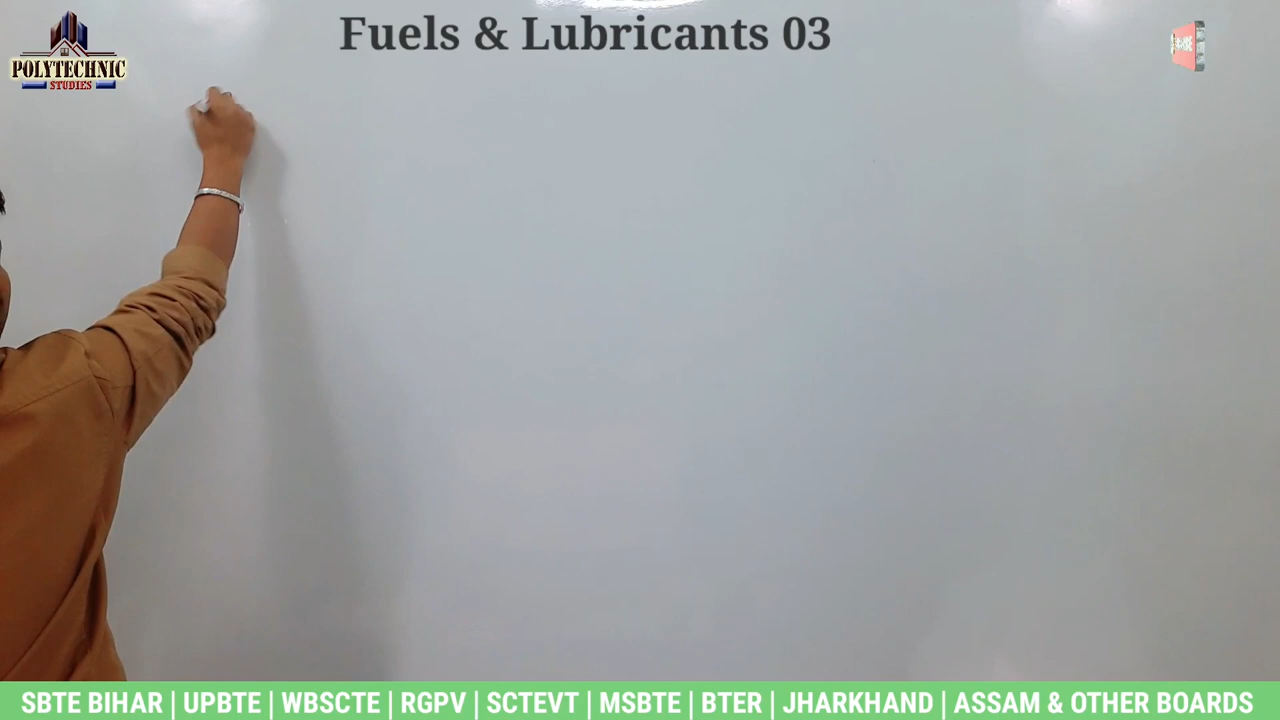 Fuels & Lubricants 03
POLYTECHNIC
STUDIES
SBTE BIHAR | UPBTE | WBSCTE | RGPV | SCTEVT | MSBTE | BTER | JHARKHAND | ASSAM & OTHER BOARDS